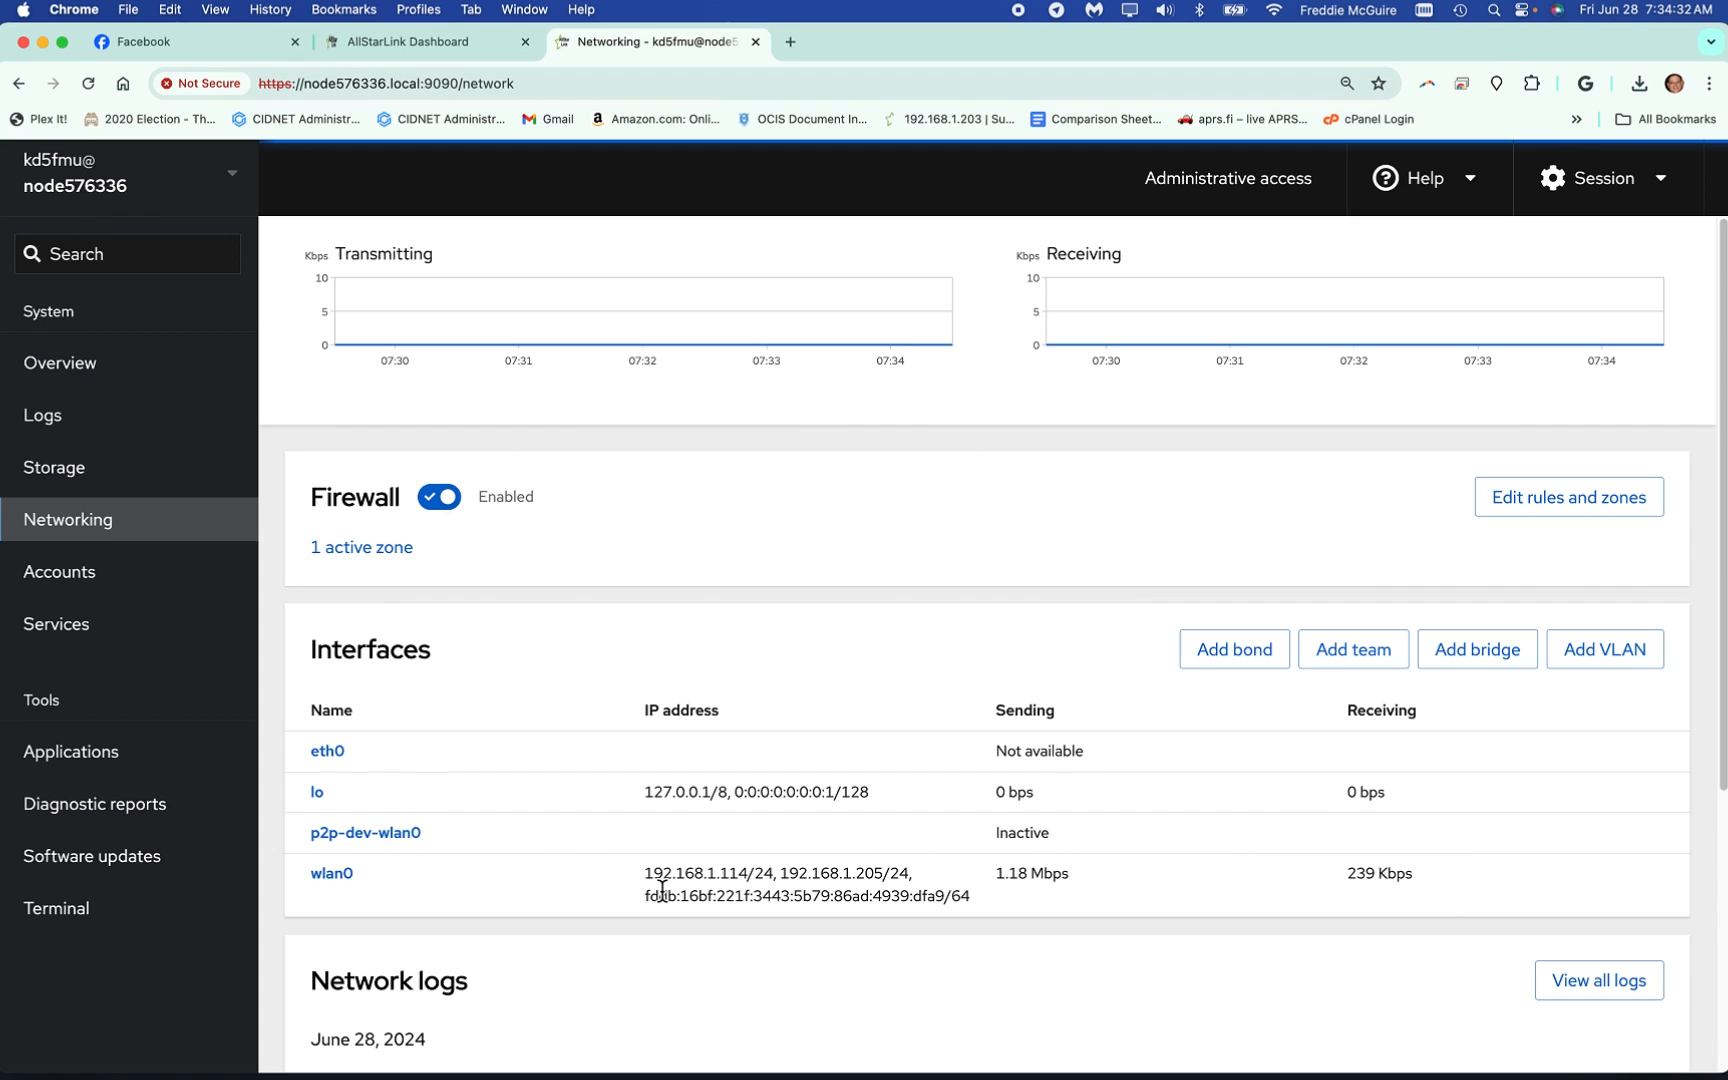 Chrome File Edit View History Bookmarks Profiles Tab Window Help Freddie McGuire Fri Jun 28 7:34:32 AM
Facebook AllStarLink Dashboard Networking - kd5fmu@node5
Not Secure https://node576336.local:9090/network
Plex It! 2020 Election - Th... CIDNET Administr... CIDNET Administr... Gmail Amazon.com: Onli... OCIS Document In... 192.168.1.203 | Su... Comparison Sheet... aprs.fi – live APRS... cPanel Login » All Bookmarks
kd5fmu@
node576336
Administrative access Help Session
Search
System
Overview
Logs
Storage
Networking
Accounts
Services
Tools
Applications
Diagnostic reports
Software updates
Terminal
Kbps Transmitting
10
5
0
07:30 07:31 07:32 07:33 07:34
Kbps Receiving
10
5
0
07:30 07:31 07:32 07:33 07:34
Firewall Enabled Edit rules and zones
1 active zone
Interfaces Add bond Add team Add bridge Add VLAN
Name IP address Sending Receiving
eth0 Not available
lo 127.0.0.1/8, 0:0:0:0:0:0:0:1/128 0 bps 0 bps
p2p-dev-wlan0 Inactive
wlan0 192.168.1.114/24, 192.168.1.205/24, 1.18 Mbps 239 Kbps
Network logs View all logs
June 28, 2024